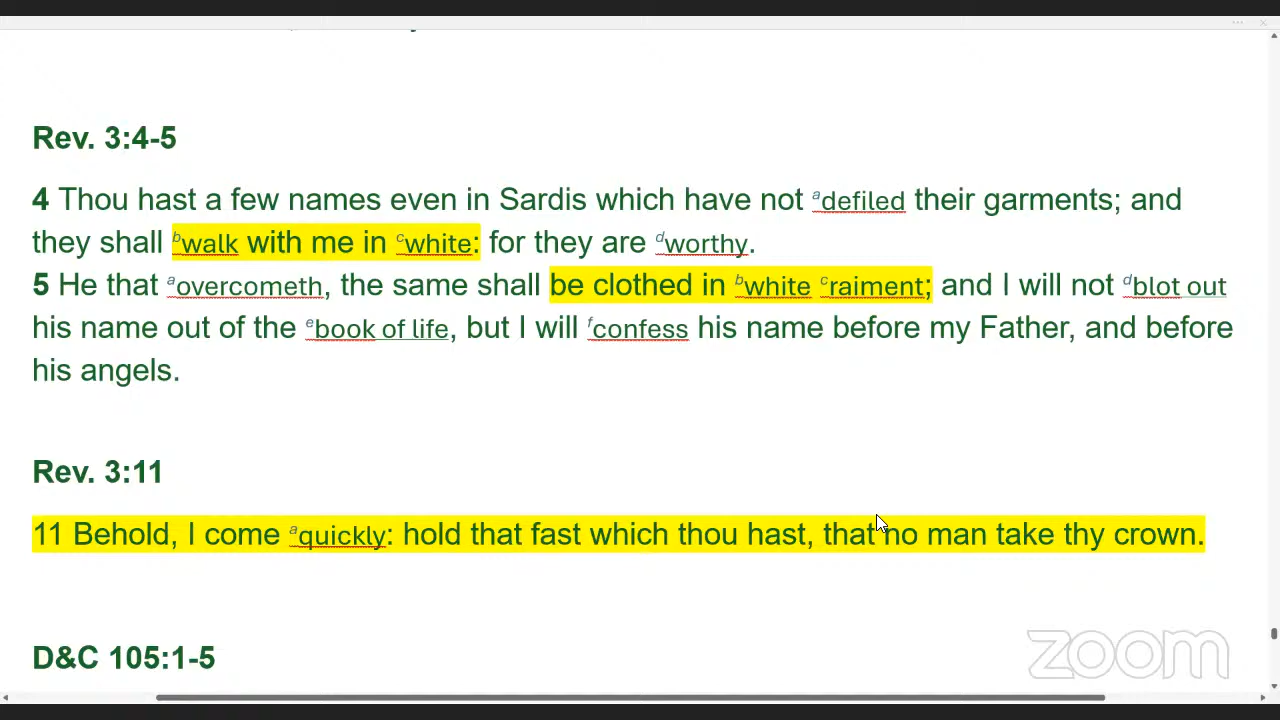 Rev. 3:4-5
4 Thou hast a few names even in Sardis which have not ᵃdefiled their garments; and
they shall ᵇwalk with me in ᶜwhite: for they are ᵈworthy.
5 He that ᵃovercometh, the same shall be clothed in ᵇwhite ᶜraiment; and I will not ᵈblot out
his name out of the ᵉbook of life, but I will ᶠconfess his name before my Father, and before
his angels.
Rev. 3:11
11 Behold, I come ᵃquickly: hold that fast which thou hast, that no man take thy crown.
D&C 105:1-5
zoom